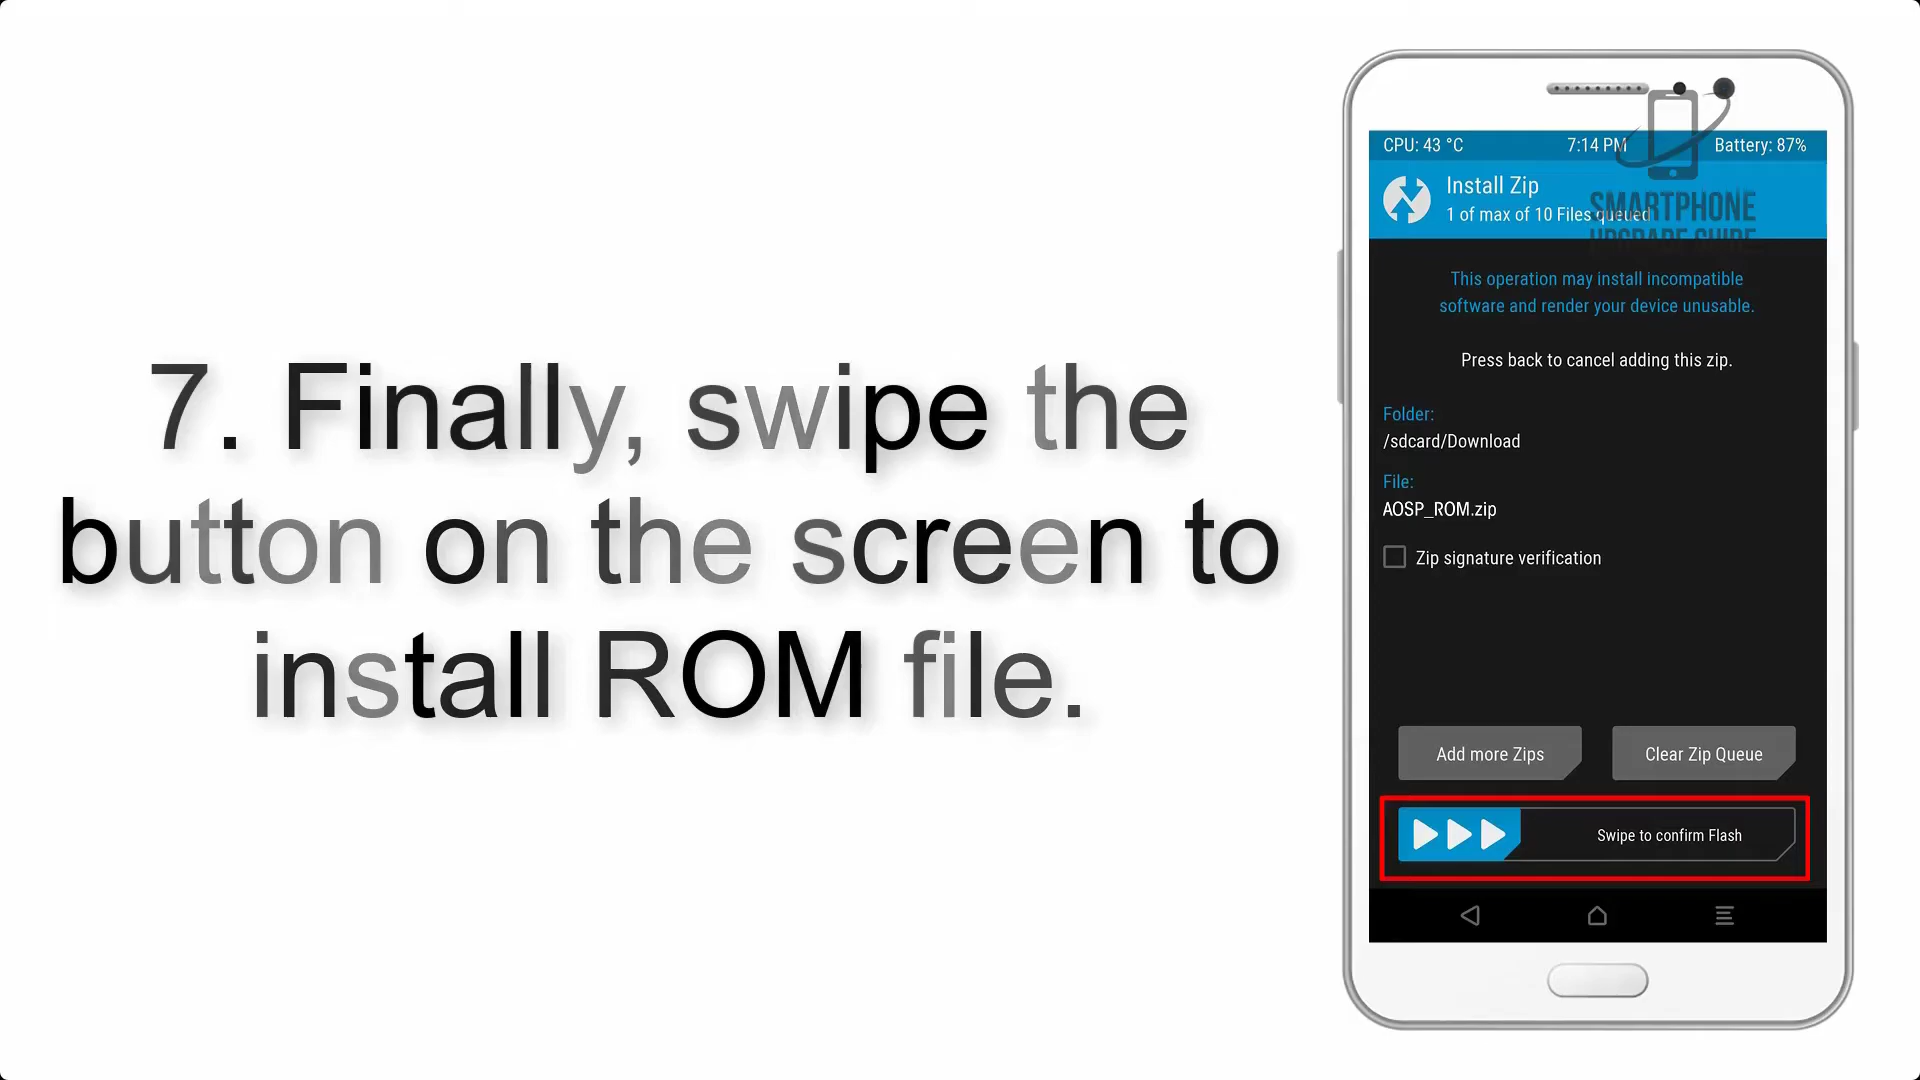 7. Finally, swipe the
button on the screen to
install ROM file.
CPU: 43 °C 7:14 PM Battery: 87%
Install Zip
1 of max of 10 Files queued
SMARTPHONE
UPGRADE GUIDE
This operation may install incompatible
software and render your device unusable.
Press back to cancel adding this zip.
Folder:
/sdcard/Download
File:
AOSP_ROM.zip
Zip signature verification
Add more Zips Clear Zip Queue
Swipe to confirm Flash